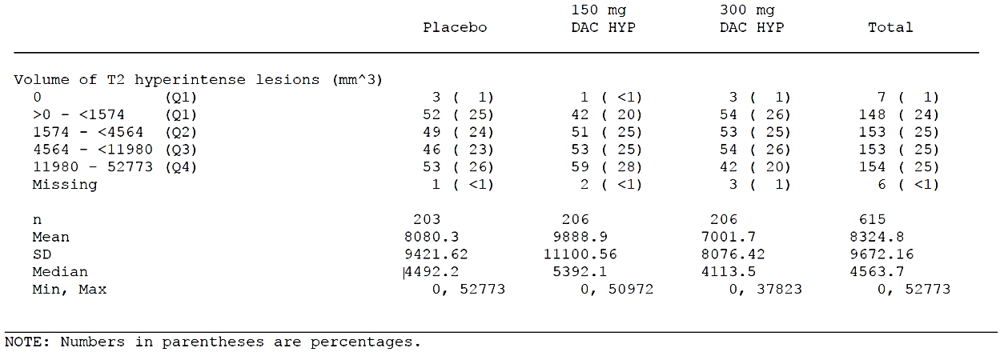 150 mg 300 mg
Placebo DAC HYP DAC HYP Total
Volume of T2 hyperintense lesions (mm^3)
0 (Q1) 3 ( 1) 1 ( <1) 3 ( 1) 7 ( 1)
>0 - <1574 (Q1) 52 ( 25) 42 ( 20) 54 ( 26) 148 ( 24)
1574 - <4564 (Q2) 49 ( 24) 51 ( 25) 53 ( 25) 153 ( 25)
4564 - <11980 (Q3) 46 ( 23) 53 ( 25) 54 ( 26) 153 ( 25)
11980 - 52773 (Q4) 53 ( 26) 59 ( 28) 42 ( 20) 154 ( 25)
Missing 1 ( <1) 2 ( <1) 3 ( 1) 6 ( <1)
n 203 206 206 615
Mean 8080.3 9888.9 7001.7 8324.8
SD 9421.62 11100.56 8076.42 9672.16
Median 4492.2 5392.1 4113.5 4563.7
Min, Max 0, 52773 0, 50972 0, 37823 0, 52773
NOTE: Numbers in parentheses are percentages.